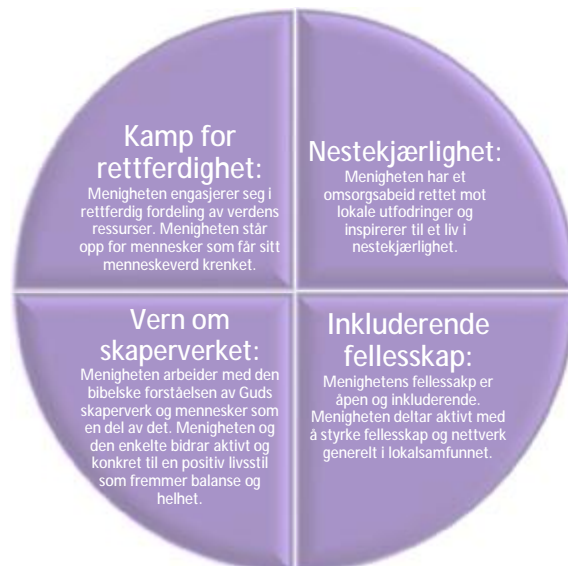 Kamp for
rettferdighet:
Menigheten engasjerer seg i
rettferdig fordeling av verdens
ressurser. Menigheten står
opp for mennesker som får sitt
menneskeverd krenket.
Nestekjærlighet:
Menigheten har et
omsorgsabeid rettet mot
lokale utfodringer og
inspirerer til et liv i
nestekjærlighet.
Vern om
skaperverket:
Menigheten arbeider med den
bibelske forståelsen av Guds
skaperverk og mennesker som
en del av det. Menigheten og
den enkelte bidrar aktivt og
konkret til en positiv livsstil
som fremmer balanse og
helhet.
Inkluderende
fellesskap:
Menighetens fellessakp er
åpen og inkluderende.
Menigheten deltar aktivt med
å styrke fellesskap og nettverk
generelt i lokalsamfunnet.